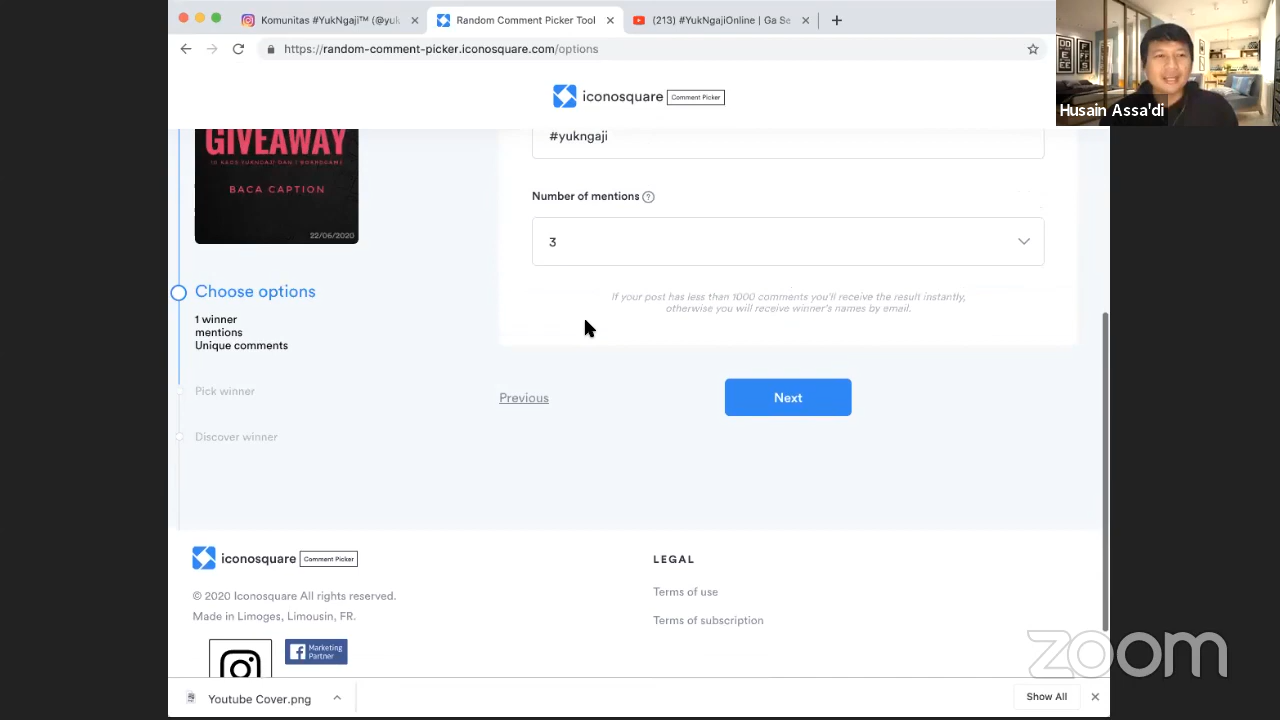 Komunitas #YukNgaji™ (@yuk
Random Comment Picker Tool
(213) #YukNgajiOnline | Ga Se
https://random-comment-picker.iconosquare.com/options
Husain Assa'di
iconosquare Comment Picker
GIVEAWAY
BACA CAPTION
22/06/2020
#yukngaji
Number of mentions ?
3
If your post has less than 1000 comments you'll receive the result instantly,
otherwise you will receive winner's names by email.
Choose options
1 winner
mentions
Unique comments
Pick winner
Discover winner
Previous
Next
iconosquare Comment Picker
© 2020 Iconosquare All rights reserved.
Made in Limoges, Limousin, FR.
Marketing
Partner
LEGAL
Terms of use
Terms of subscription
zoom
Youtube Cover.png
Show All